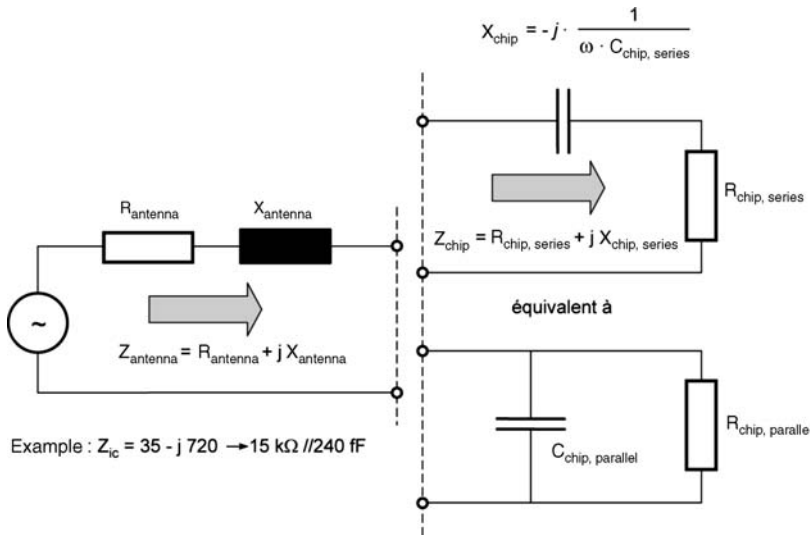 X_chip = - j · 1 / (ω · C_chip, series)
R_antenna
X_antenna
R_chip, series
Z_chip = R_chip, series + j X_chip, series
équivalent à
~
Z_antenna = R_antenna + j X_antenna
R_chip, paralle
C_chip, parallel
Example : Z_ic = 35 - j 720 → 15 kΩ //240 fF